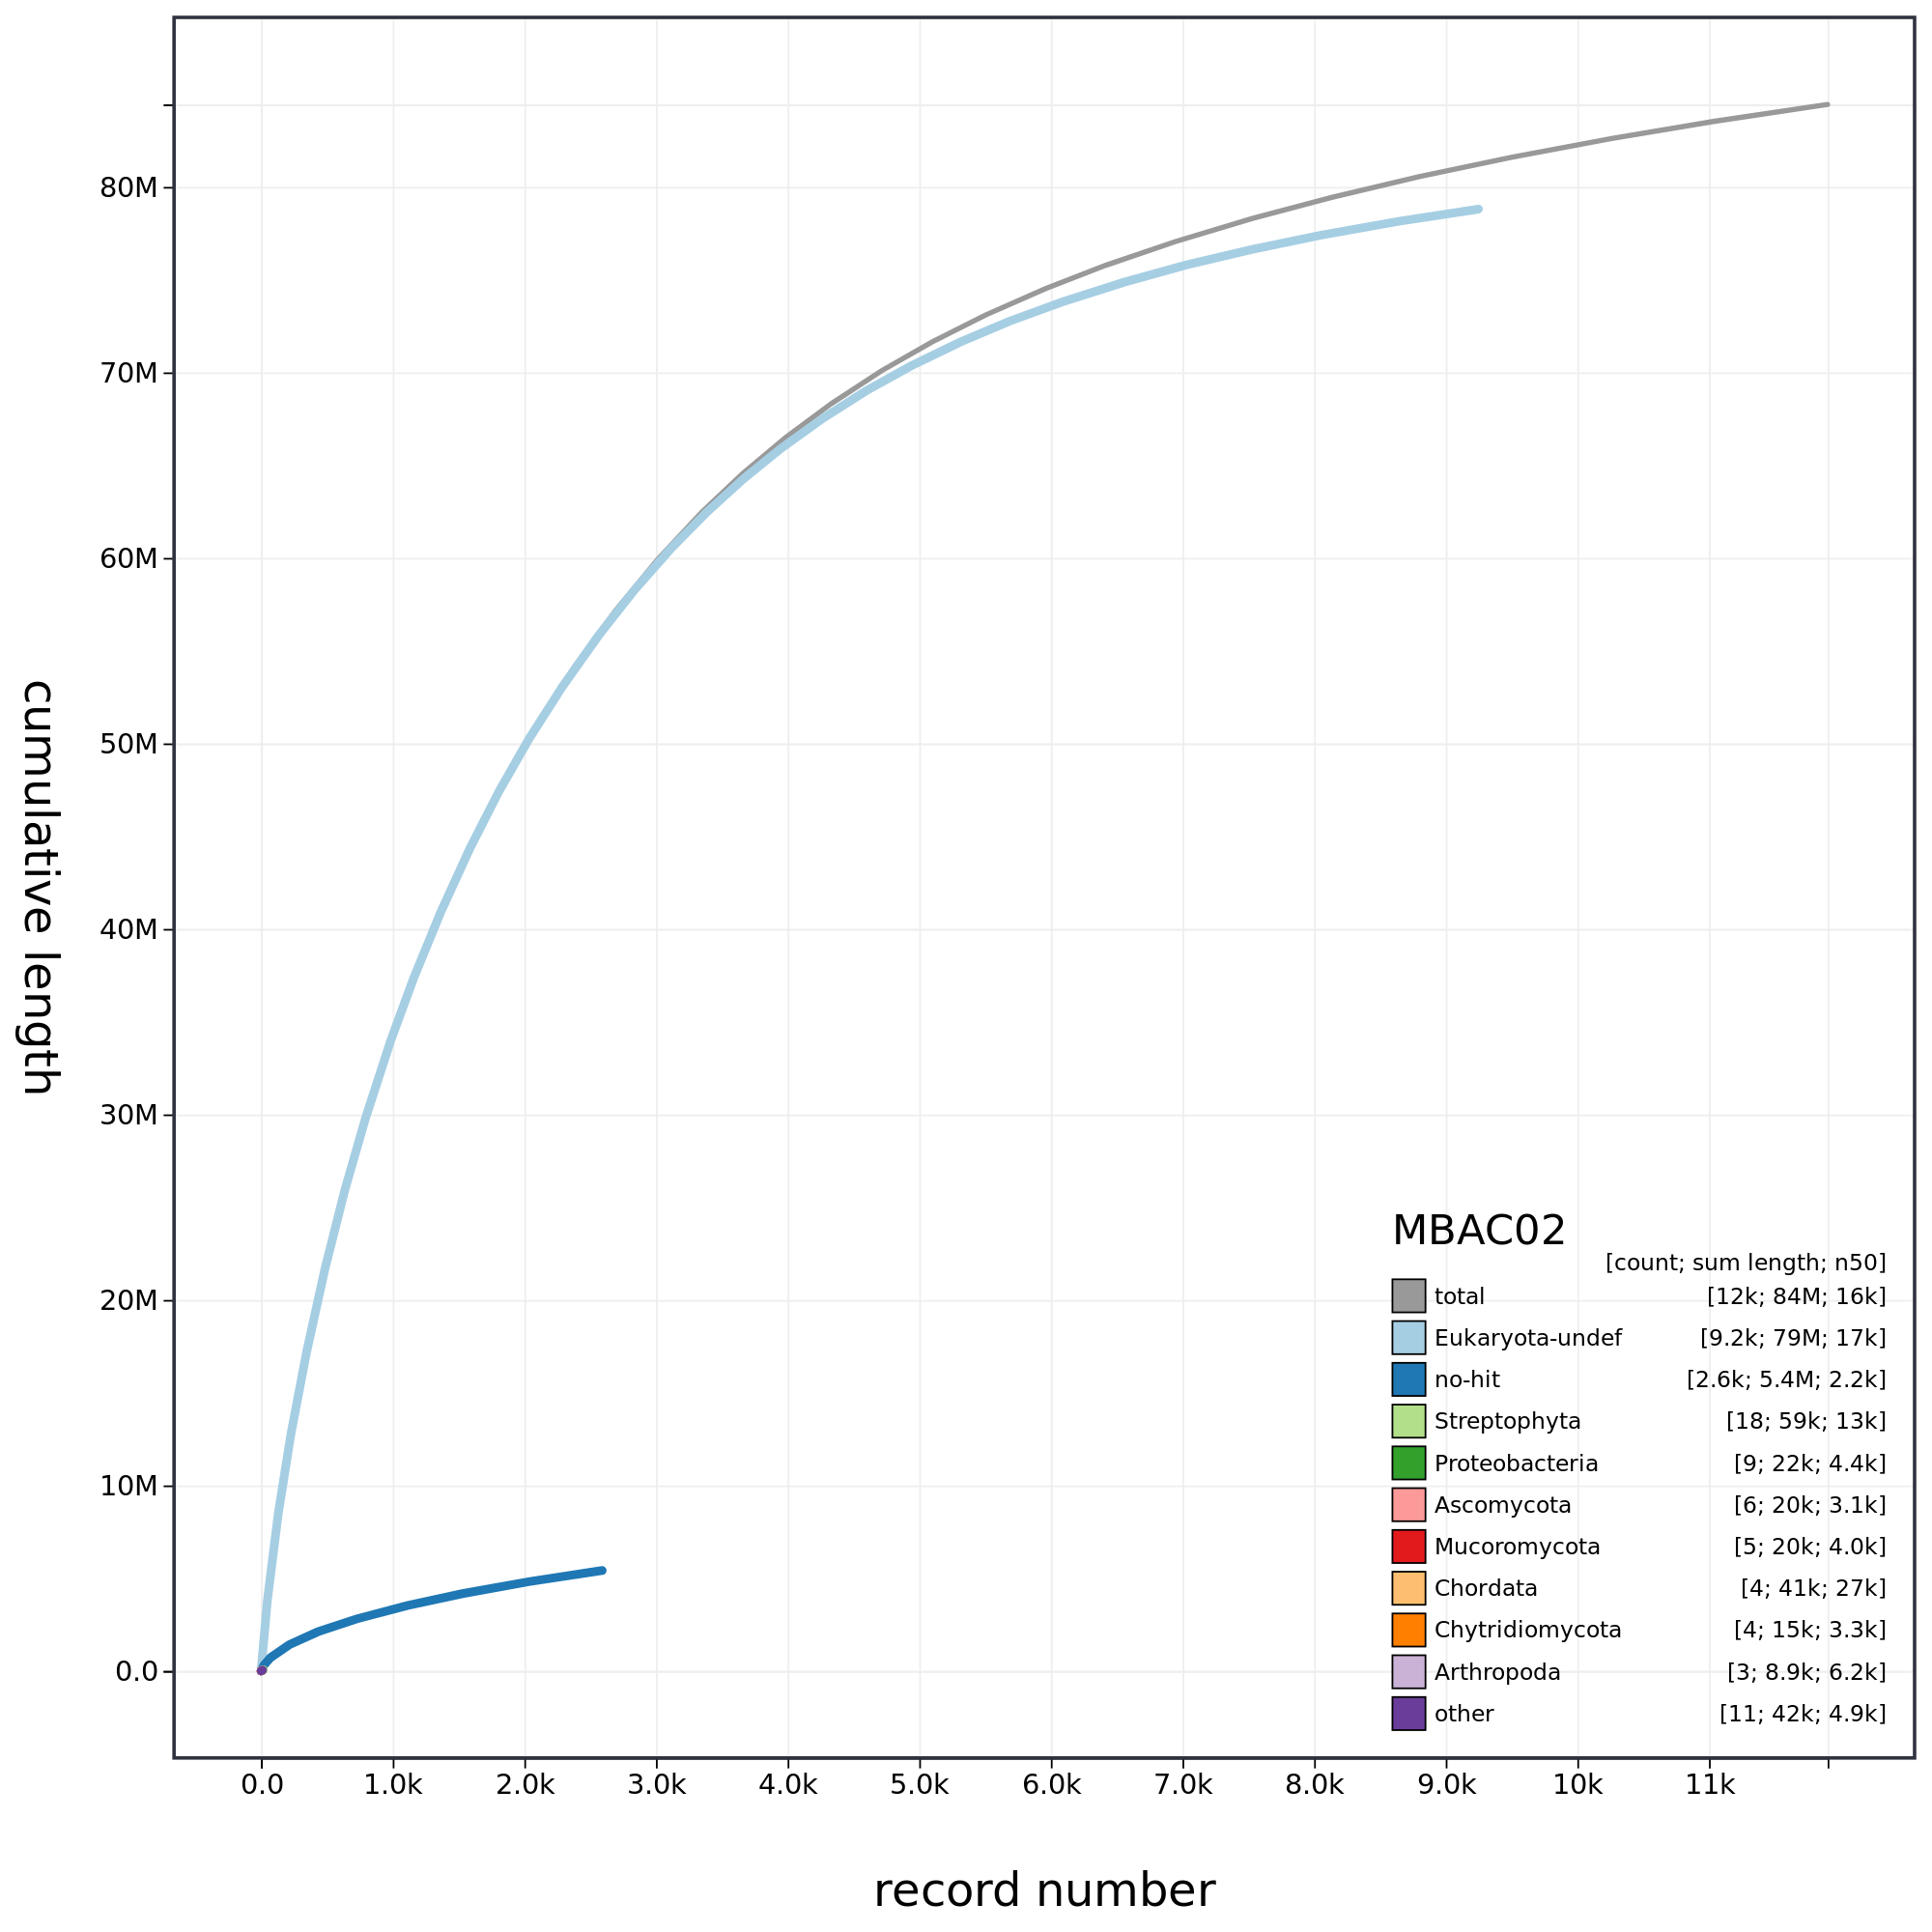 80M
70M
60M
50M
40M
30M
20M
10M
0.0
cumulative length
MBAC02
[count; sum length; n50]
total [12k; 84M; 16k]
Eukaryota-undef [9.2k; 79M; 17k]
no-hit [2.6k; 5.4M; 2.2k]
Streptophyta [18; 59k; 13k]
Proteobacteria [9; 22k; 4.4k]
Ascomycota [6; 20k; 3.1k]
Mucoromycota [5; 20k; 4.0k]
Chordata [4; 41k; 27k]
Chytridiomycota [4; 15k; 3.3k]
Arthropoda [3; 8.9k; 6.2k]
other [11; 42k; 4.9k]
0.0 1.0k 2.0k 3.0k 4.0k 5.0k 6.0k 7.0k 8.0k 9.0k 10k 11k
record number